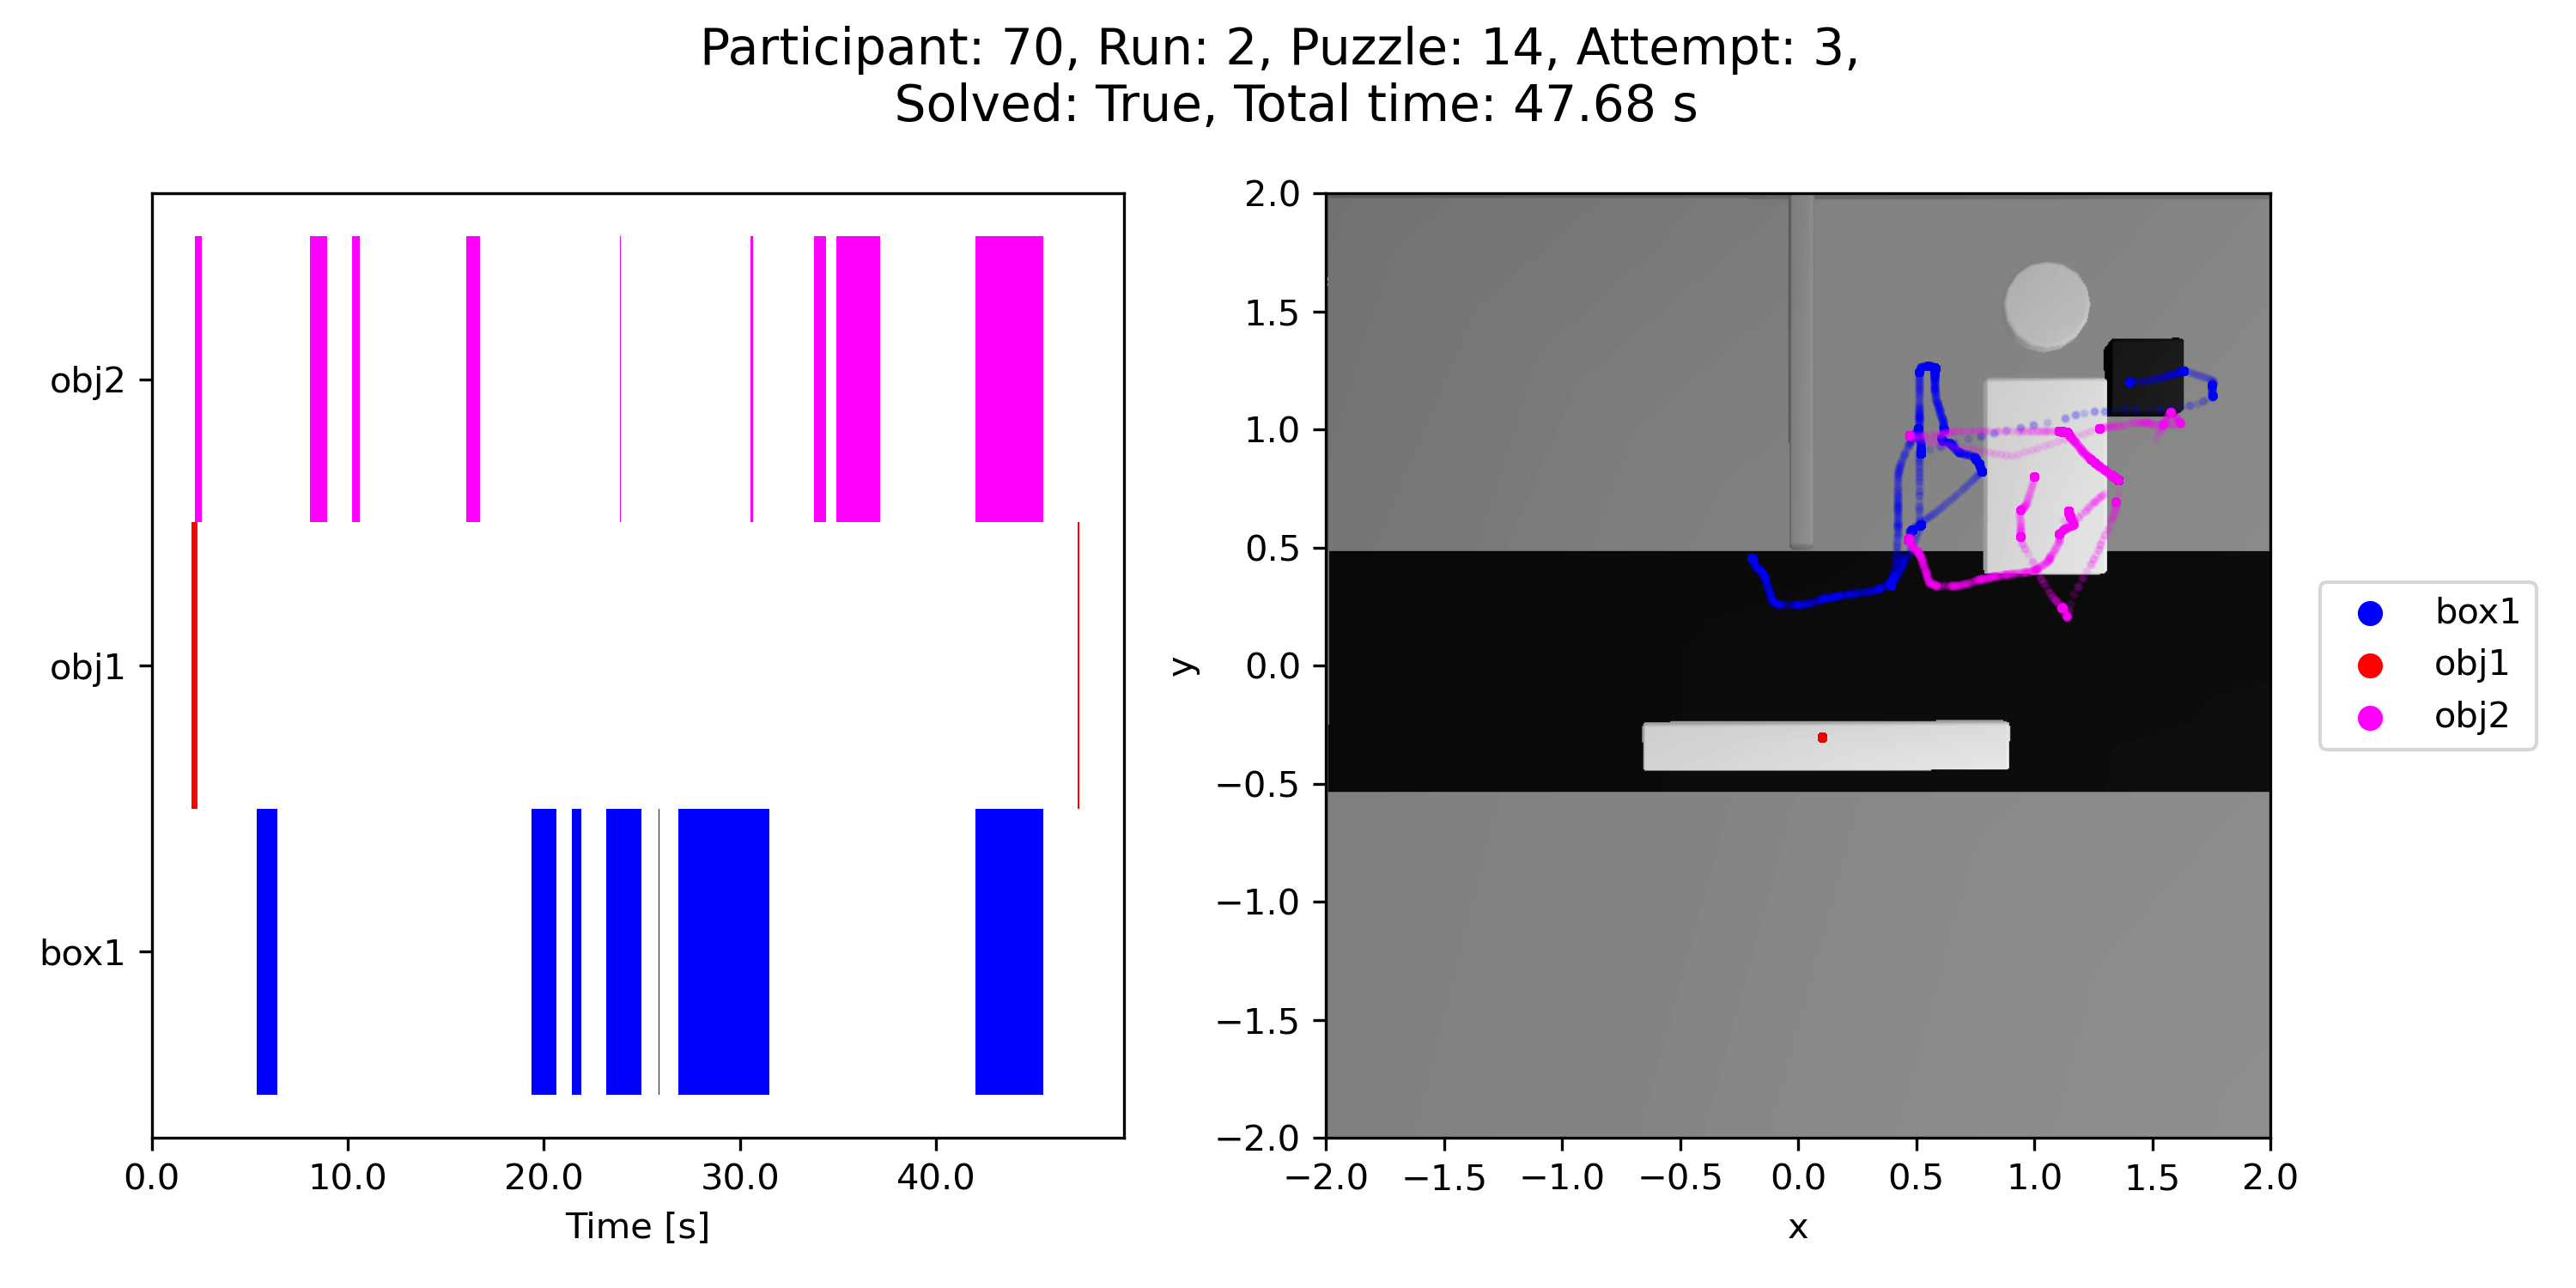 Participant: 70, Run: 2, Puzzle: 14, Attempt: 3,
Solved: True, Total time: 47.68 s
obj2
obj1
box1
0.0 10.0 20.0 30.0 40.0
Time [s]
2.0
1.5
1.0
0.5
0.0
−0.5
−1.0
−1.5
−2.0
y
−2.0 −1.5 −1.0 −0.5 0.0 0.5 1.0 1.5 2.0
x
box1
obj1
obj2